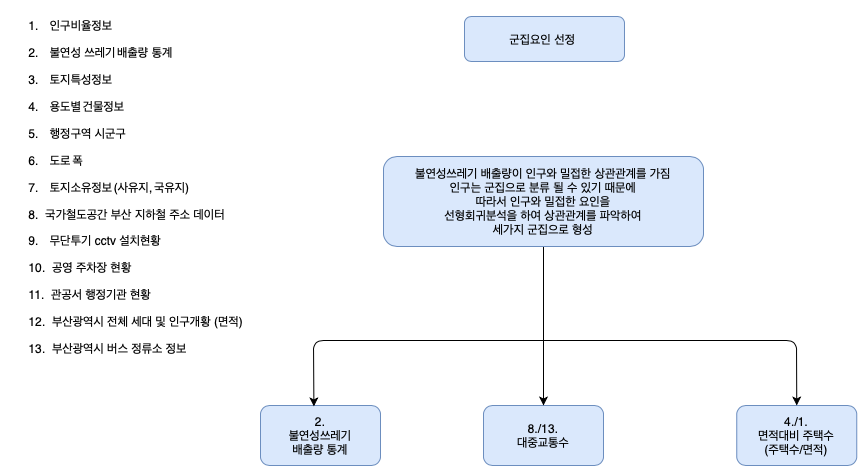 1. 인구비율정보
2. 불연성 쓰레기 배출량 통계
3. 토지특성정보
4. 용도별 건물정보
5. 행정구역 시군구
6. 도로 폭
7. 토지소유정보 (사유지, 국유지)
8. 국가철도공간 부산 지하철 주소 데이터
9. 무단투기 cctv 설치현황
10. 공영 주차장 현황
11. 관공서 행정기관 현황
12. 부산광역시 전체 세대 및 인구개황 (면적)
13. 부산광역시 버스 정류소 정보
군집요인 선정
불연성쓰레기 배출량이 인구와 밀접한 상관관계를 가짐
인구는 군집으로 분류 될 수 있기 때문에
따라서 인구와 밀접한 요인을
선형회귀분석을 하여 상관관계를 파악하여
세가지 군집으로 형성
2.
불연성쓰레기
배출량 통계
8./13.
대중교통수
4./1.
면적대비 주택수
(주택수/면적)